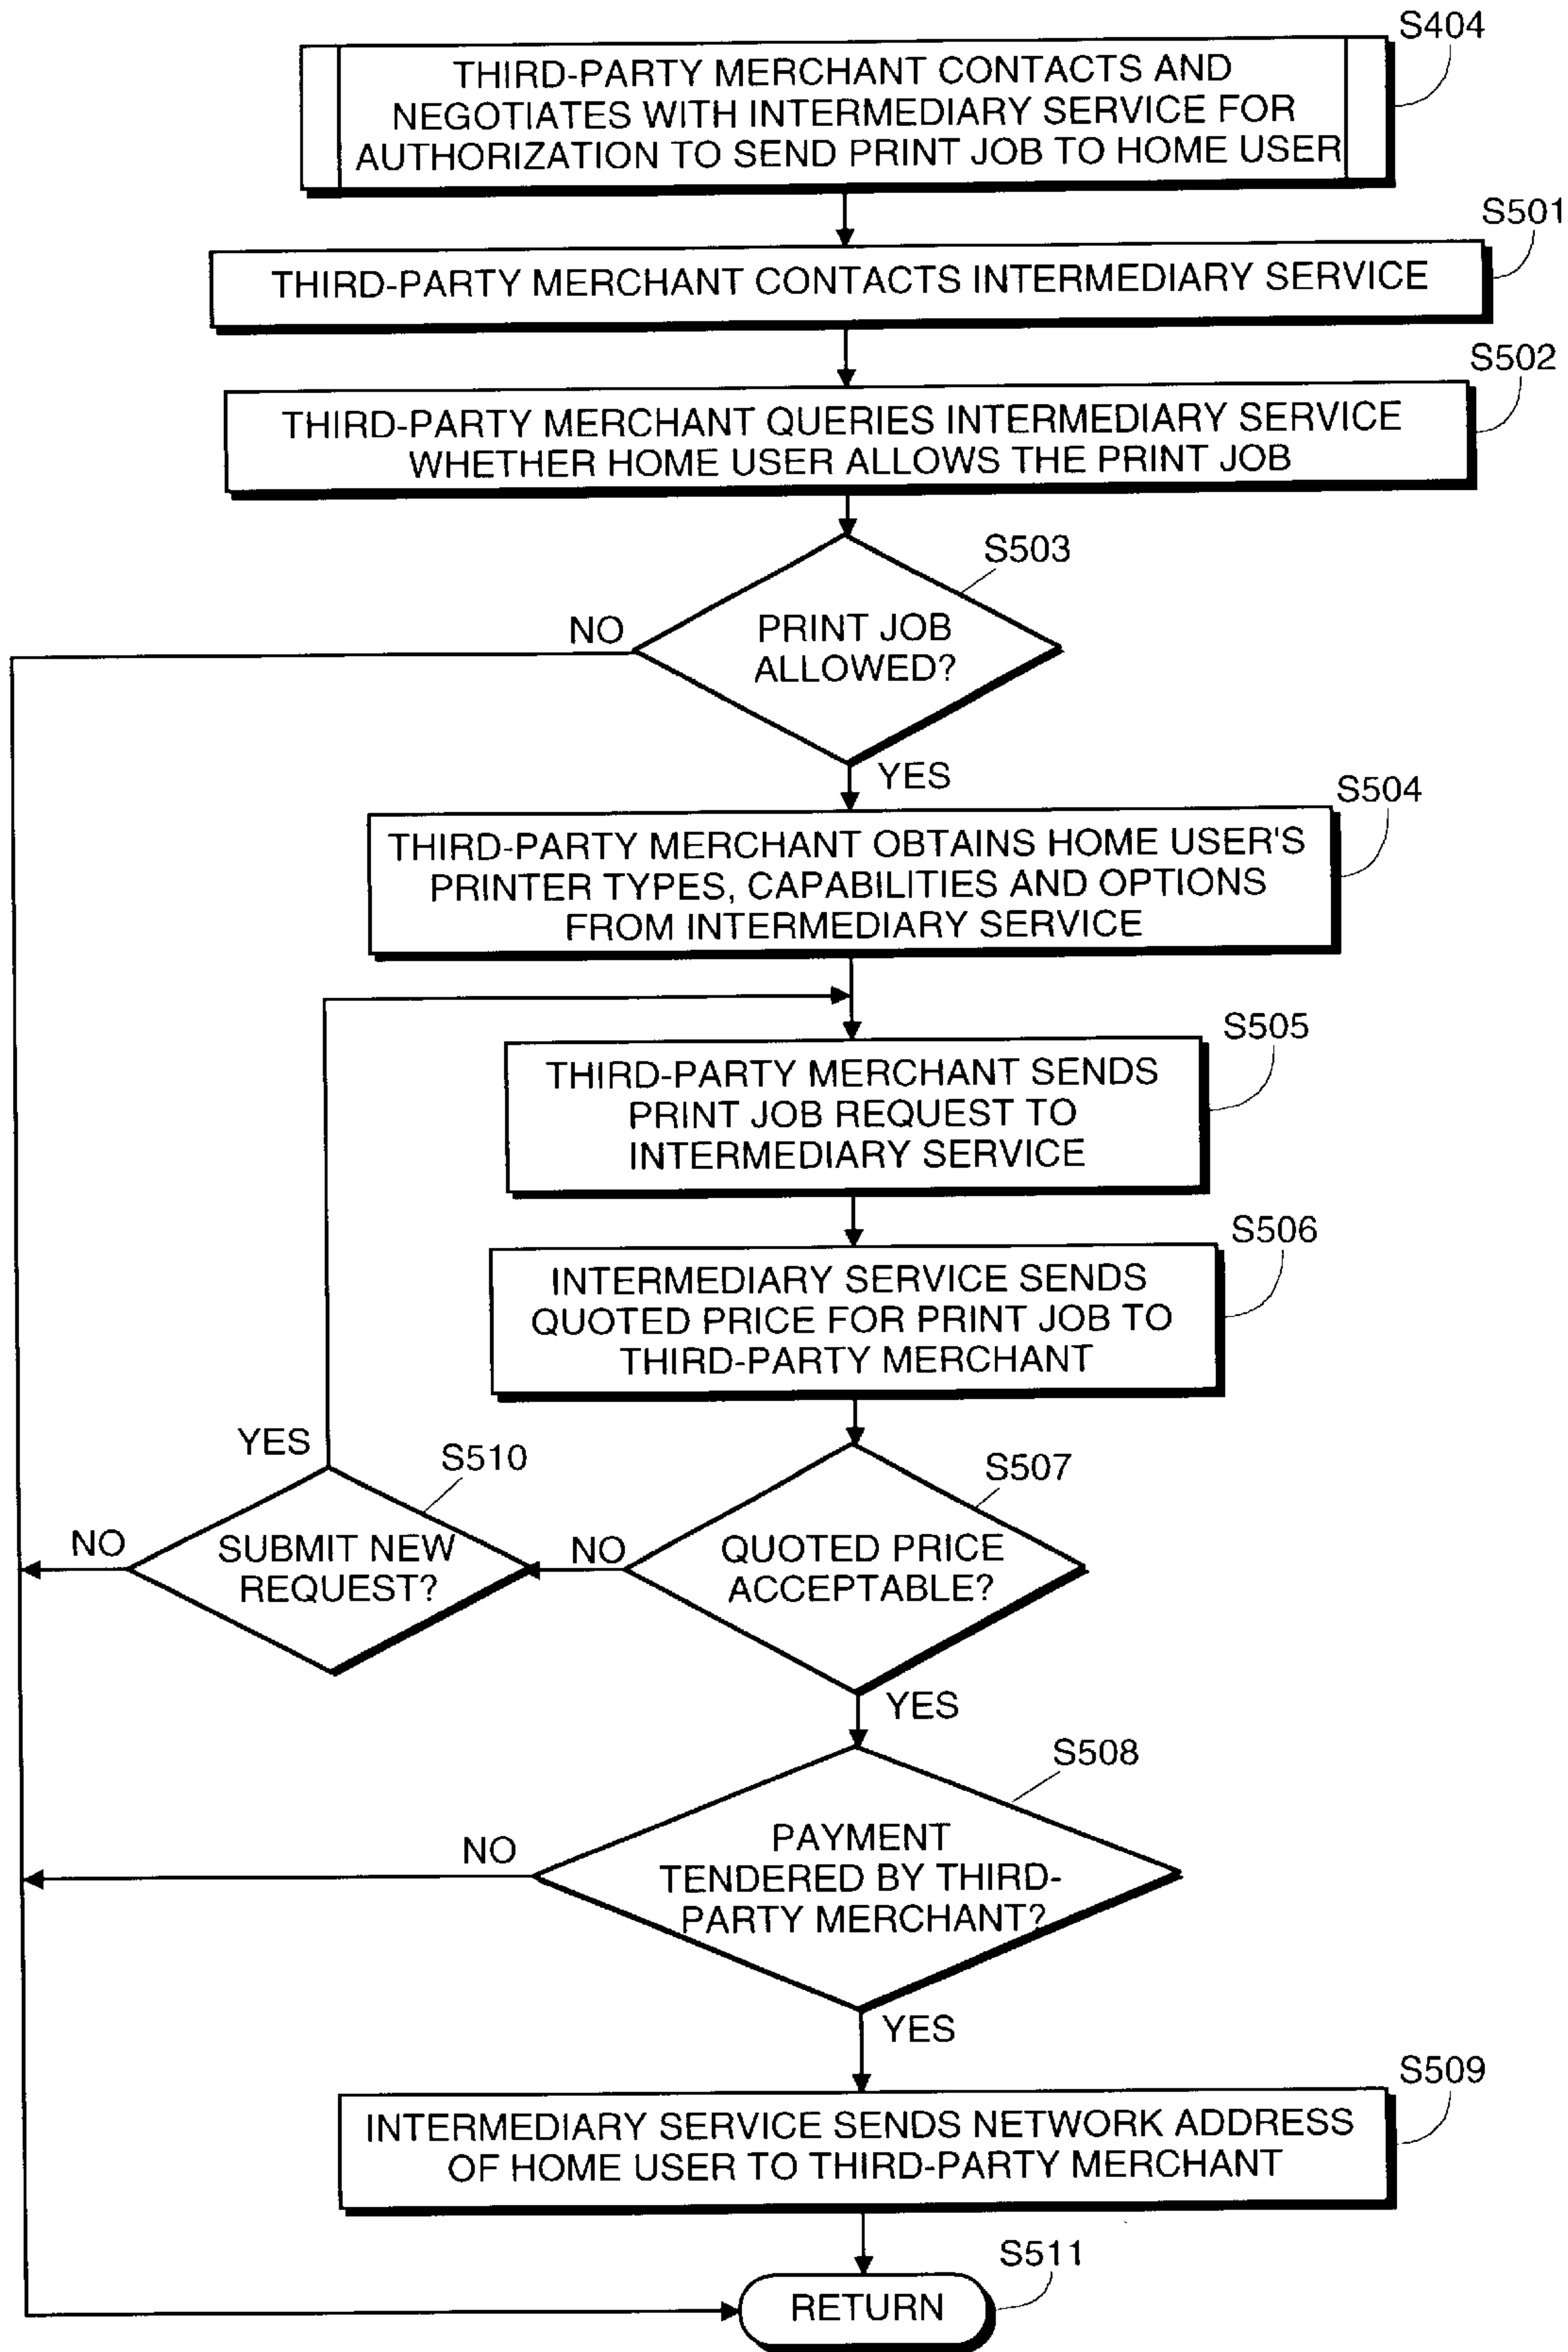 S404
THIRD-PARTY MERCHANT CONTACTS AND
NEGOTIATES WITH INTERMEDIARY SERVICE FOR
AUTHORIZATION TO SEND PRINT JOB TO HOME USER
S501
THIRD-PARTY MERCHANT CONTACTS INTERMEDIARY SERVICE
S502
THIRD-PARTY MERCHANT QUERIES INTERMEDIARY SERVICE
WHETHER HOME USER ALLOWS THE PRINT JOB
S503
NO
PRINT JOB
ALLOWED?
YES
S504
THIRD-PARTY MERCHANT OBTAINS HOME USER'S
PRINTER TYPES, CAPABILITIES AND OPTIONS
FROM INTERMEDIARY SERVICE
S505
THIRD-PARTY MERCHANT SENDS
PRINT JOB REQUEST TO
INTERMEDIARY SERVICE
S506
INTERMEDIARY SERVICE SENDS
QUOTED PRICE FOR PRINT JOB TO
THIRD-PARTY MERCHANT
YES
S510
S507
NO
SUBMIT NEW
REQUEST?
NO
QUOTED PRICE
ACCEPTABLE?
YES
S508
NO
PAYMENT
TENDERED BY THIRD-
PARTY MERCHANT?
YES
S509
INTERMEDIARY SERVICE SENDS NETWORK ADDRESS
OF HOME USER TO THIRD-PARTY MERCHANT
S511
RETURN